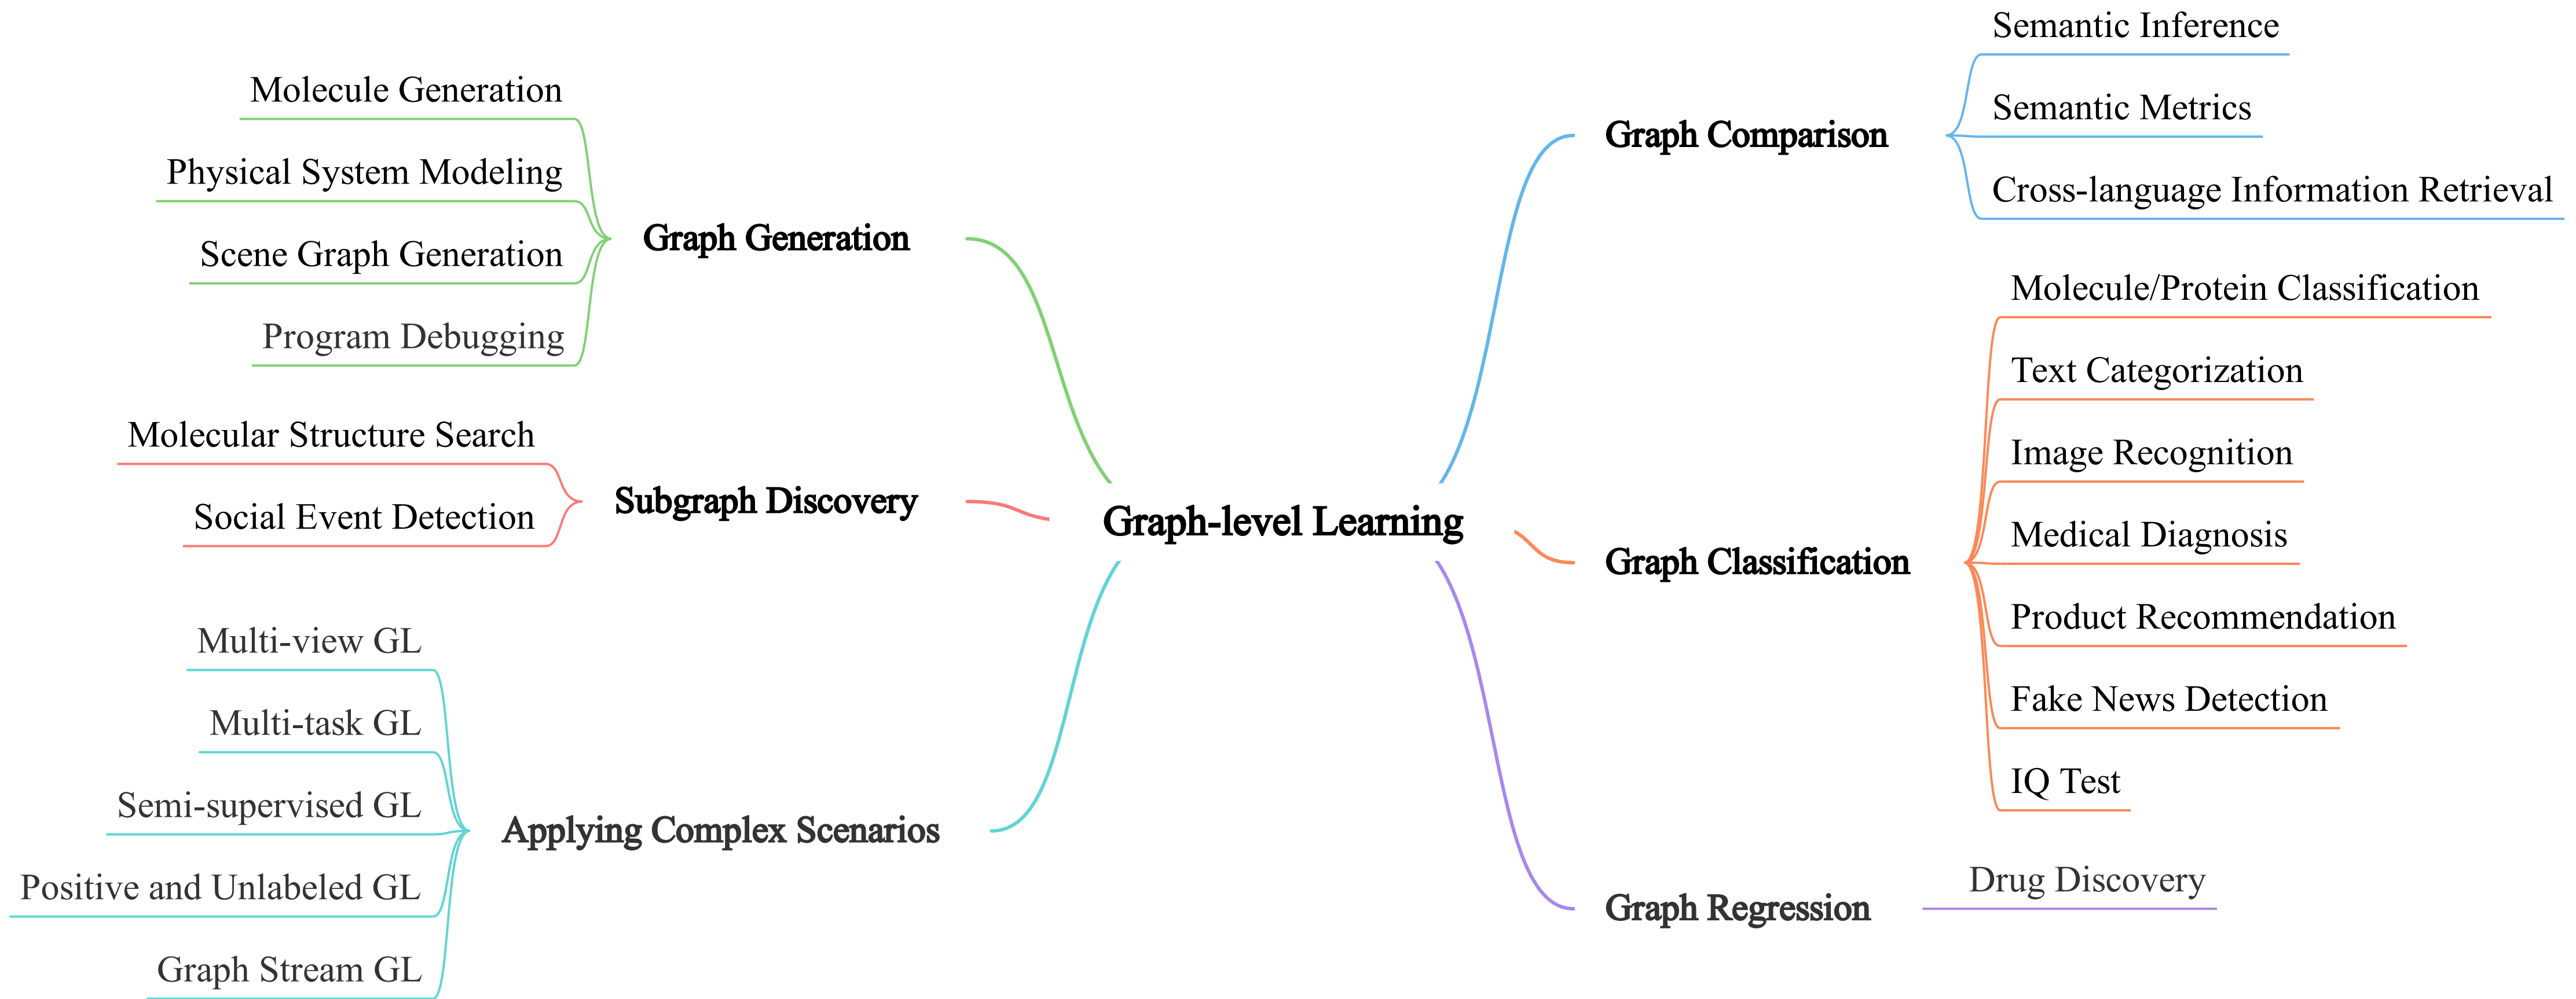 Graph-level Learning
Graph Generation
Molecule Generation
Physical System Modeling
Scene Graph Generation
Program Debugging
Subgraph Discovery
Molecular Structure Search
Social Event Detection
Applying Complex Scenarios
Multi-view GL
Multi-task GL
Semi-supervised GL
Positive and Unlabeled GL
Graph Stream GL
Graph Comparison
Semantic Inference
Semantic Metrics
Cross-language Information Retrieval
Graph Classification
Molecule/Protein Classification
Text Categorization
Image Recognition
Medical Diagnosis
Product Recommendation
Fake News Detection
IQ Test
Graph Regression
Drug Discovery